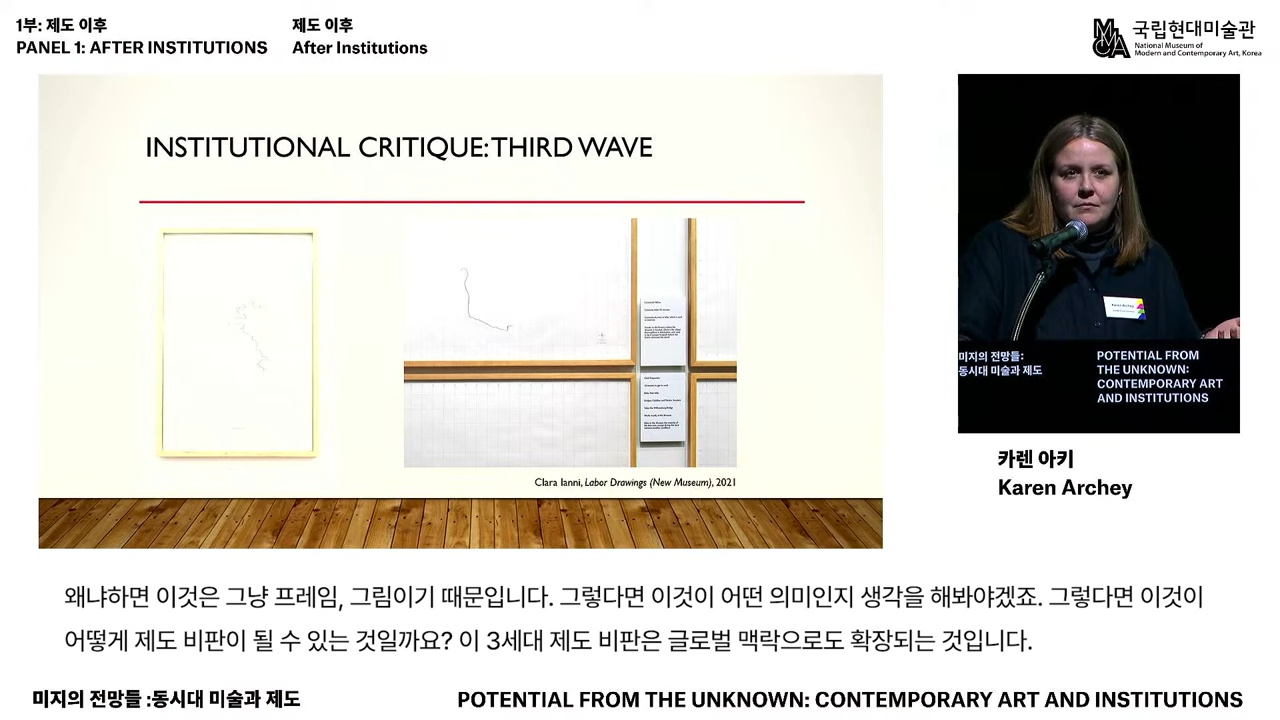 1부: 제도 이후
PANEL 1: AFTER INSTITUTIONS
제도 이후
After Institutions
MMCA
국립현대미술관
National Museum of
Modern and Contemporary Art, Korea
INSTITUTIONAL CRITIQUE: THIRD WAVE
Clara Ianni, Labor Drawings (New Museum), 2021
Karen Archey
미지의 전망들:
동시대 미술과 제도
POTENTIAL FROM
THE UNKNOWN:
CONTEMPORARY ART
AND INSTITUTIONS
카렌 아키
Karen Archey
왜냐하면 이것은 그냥 프레임, 그림이기 때문입니다. 그렇다면 이것이 어떤 의미인지 생각을 해봐야겠죠. 그렇다면 이것이
어떻게 제도 비판이 될 수 있는 것일까요? 이 3세대 제도 비판은 글로벌 맥락으로도 확장되는 것입니다.
미지의 전망들 :동시대 미술과 제도
POTENTIAL FROM THE UNKNOWN: CONTEMPORARY ART AND INSTITUTIONS